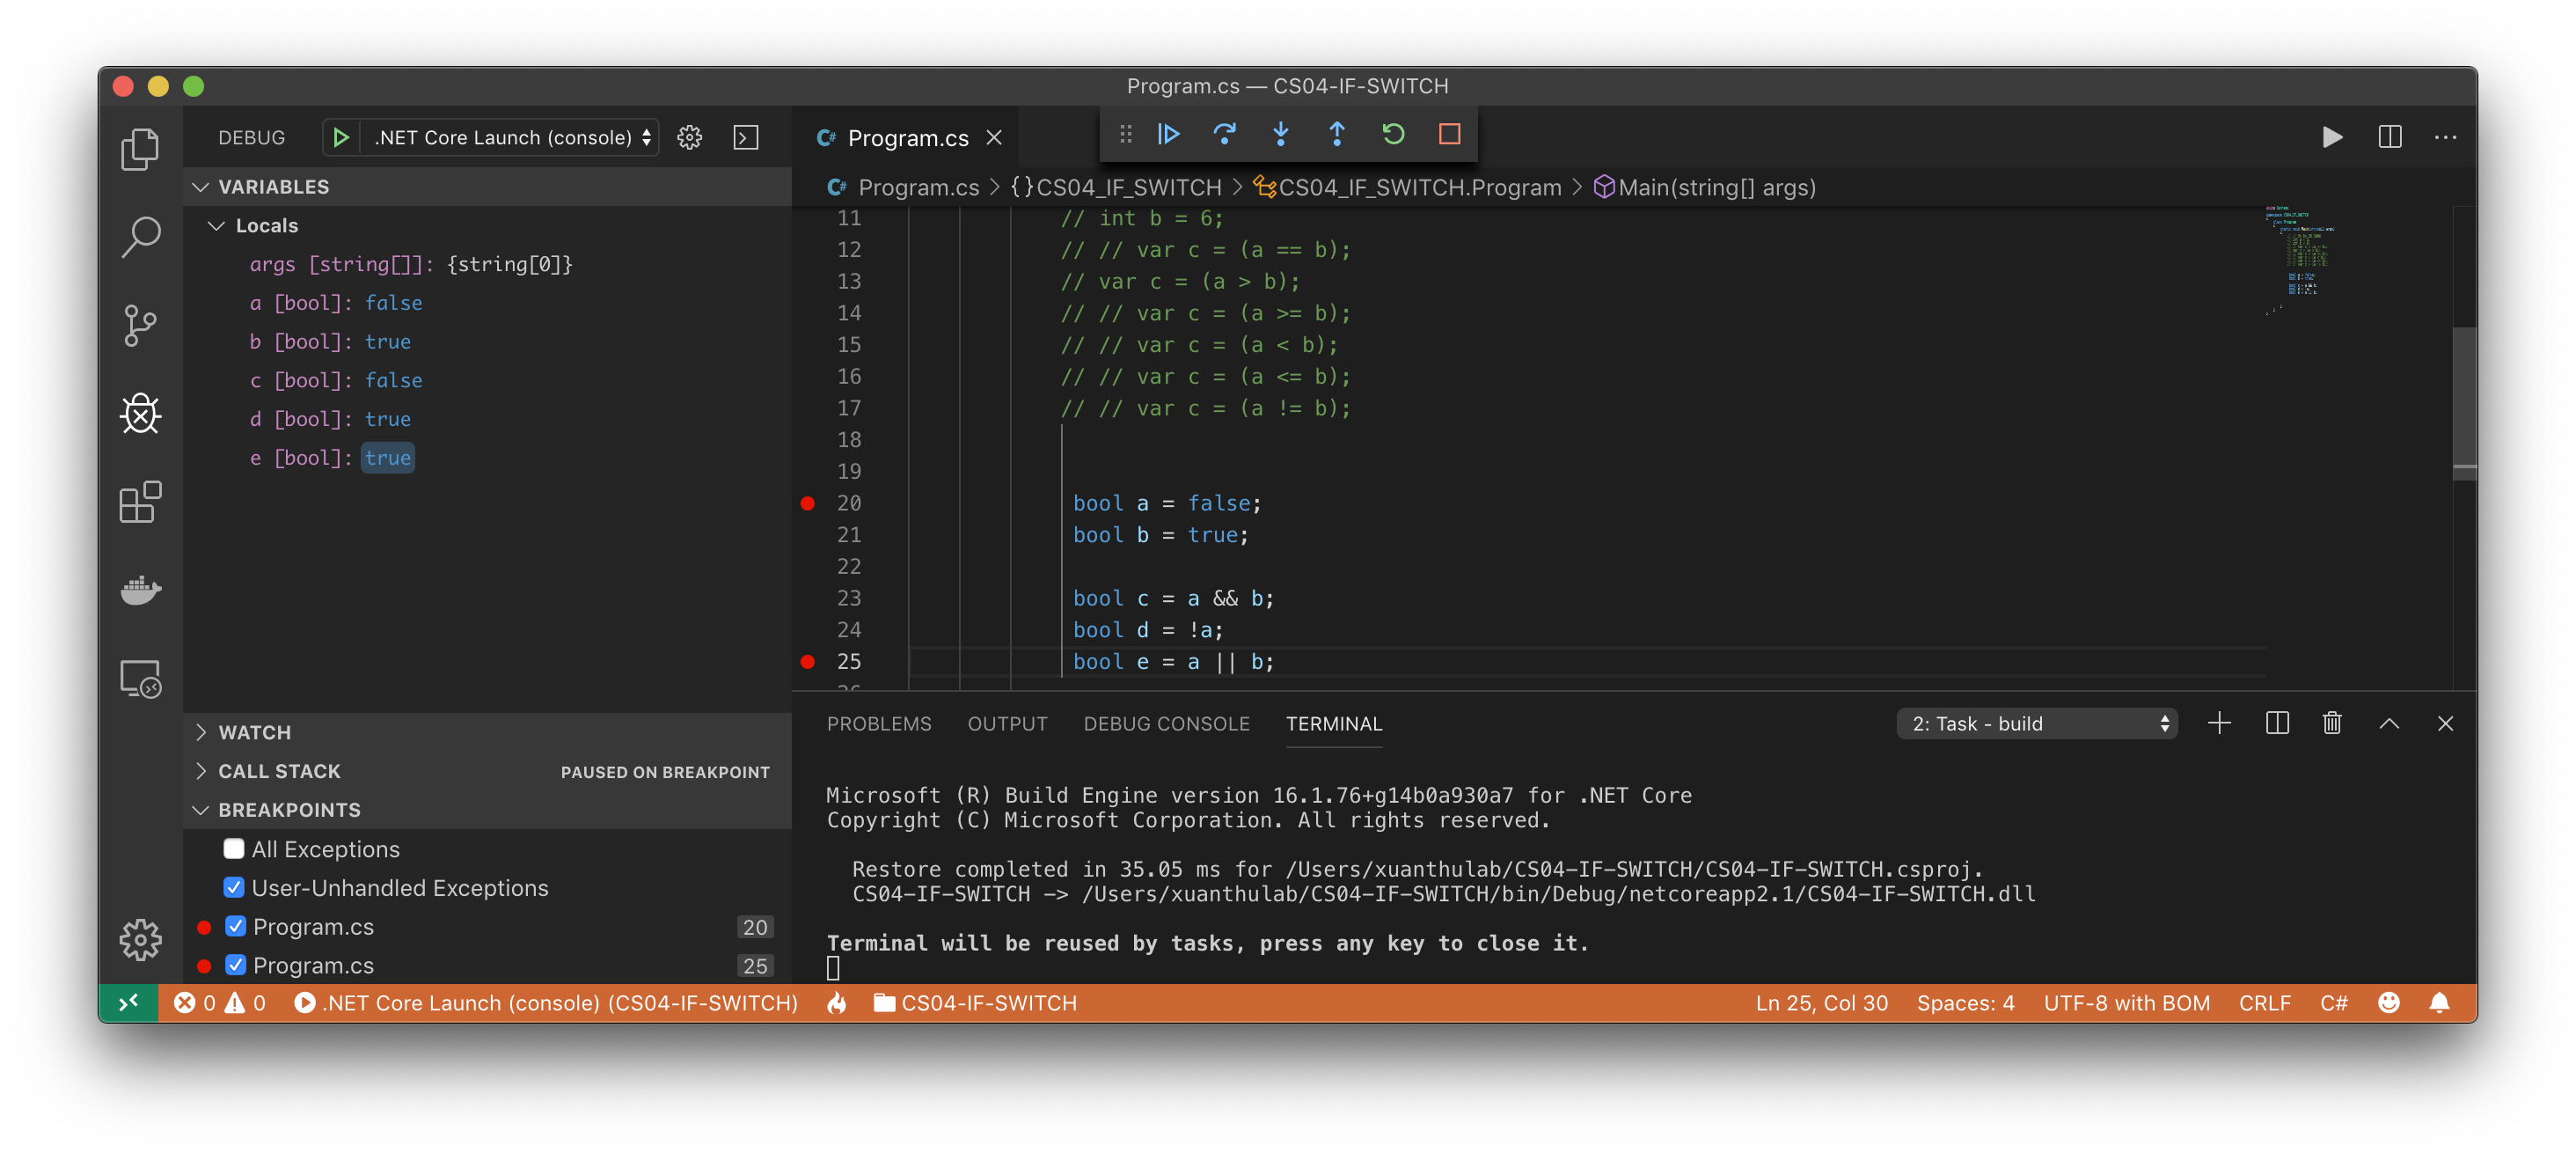 Program.cs — CS04-IF-SWITCH
DEBUG
.NET Core Launch (console)
VARIABLES
Locals
args [string[]]: {string[0]}
a [bool]: false
b [bool]: true
c [bool]: false
d [bool]: true
e [bool]: true
WATCH
CALL STACK PAUSED ON BREAKPOINT
BREAKPOINTS
All Exceptions
User-Unhandled Exceptions
Program.cs 20
Program.cs 25
C# Program.cs
C# Program.cs > {} CS04_IF_SWITCH > CS04_IF_SWITCH.Program > Main(string[] args)
11 // int b = 6;
12 // // var c = (a == b);
13 // var c = (a > b);
14 // // var c = (a >= b);
15 // // var c = (a < b);
16 // // var c = (a <= b);
17 // // var c = (a != b);
18
19
20 bool a = false;
21 bool b = true;
22
23 bool c = a && b;
24 bool d = !a;
25 bool e = a || b;
26
PROBLEMS OUTPUT DEBUG CONSOLE TERMINAL 2: Task - build
Microsoft (R) Build Engine version 16.1.76+g14b0a930a7 for .NET Core
Copyright (C) Microsoft Corporation. All rights reserved.
Restore completed in 35.05 ms for /Users/xuanthulab/CS04-IF-SWITCH/CS04-IF-SWITCH.csproj.
CS04-IF-SWITCH -> /Users/xuanthulab/CS04-IF-SWITCH/bin/Debug/netcoreapp2.1/CS04-IF-SWITCH.dll
Terminal will be reused by tasks, press any key to close it.
0 0 .NET Core Launch (console) (CS04-IF-SWITCH) CS04-IF-SWITCH Ln 25, Col 30 Spaces: 4 UTF-8 with BOM CRLF C#